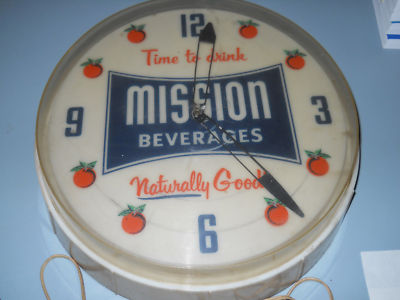 12
Time to drink
MISSION
9
3
BEVERAGES
Naturally Good!
6